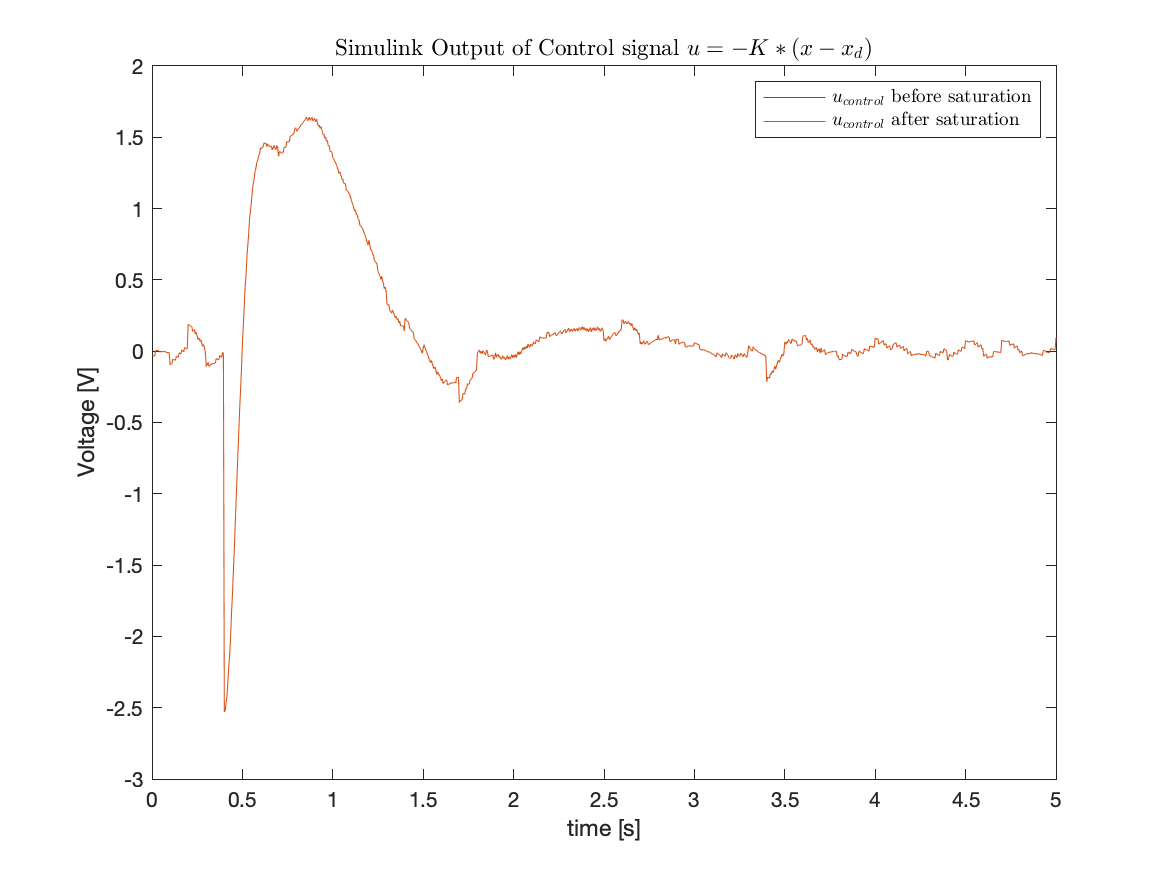 Simulink Output of Control signal u = −K ∗ (x − x_d)
2
1.5
1
0.5
0
-0.5
-1
-1.5
-2
-2.5
-3
u_control before saturation
u_control after saturation
Voltage [V]
0 0.5 1 1.5 2 2.5 3 3.5 4 4.5 5
time [s]